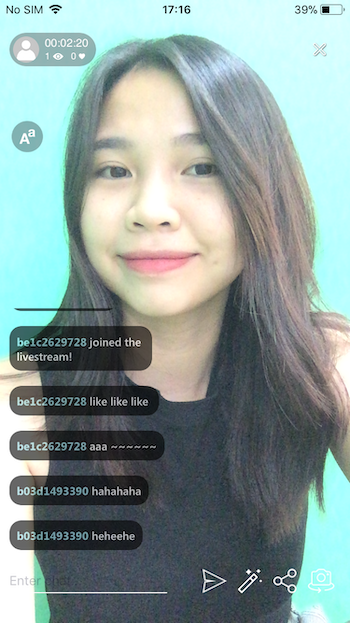 No SIM 17:16 39%
00:02:20
1 0
Aa
be1c2629728 joined the
livestream!
be1c2629728 like like like
be1c2629728 aaa ~~~~~~
b03d1493390 hahahaha
b03d1493390 heheehe
Enter chat...